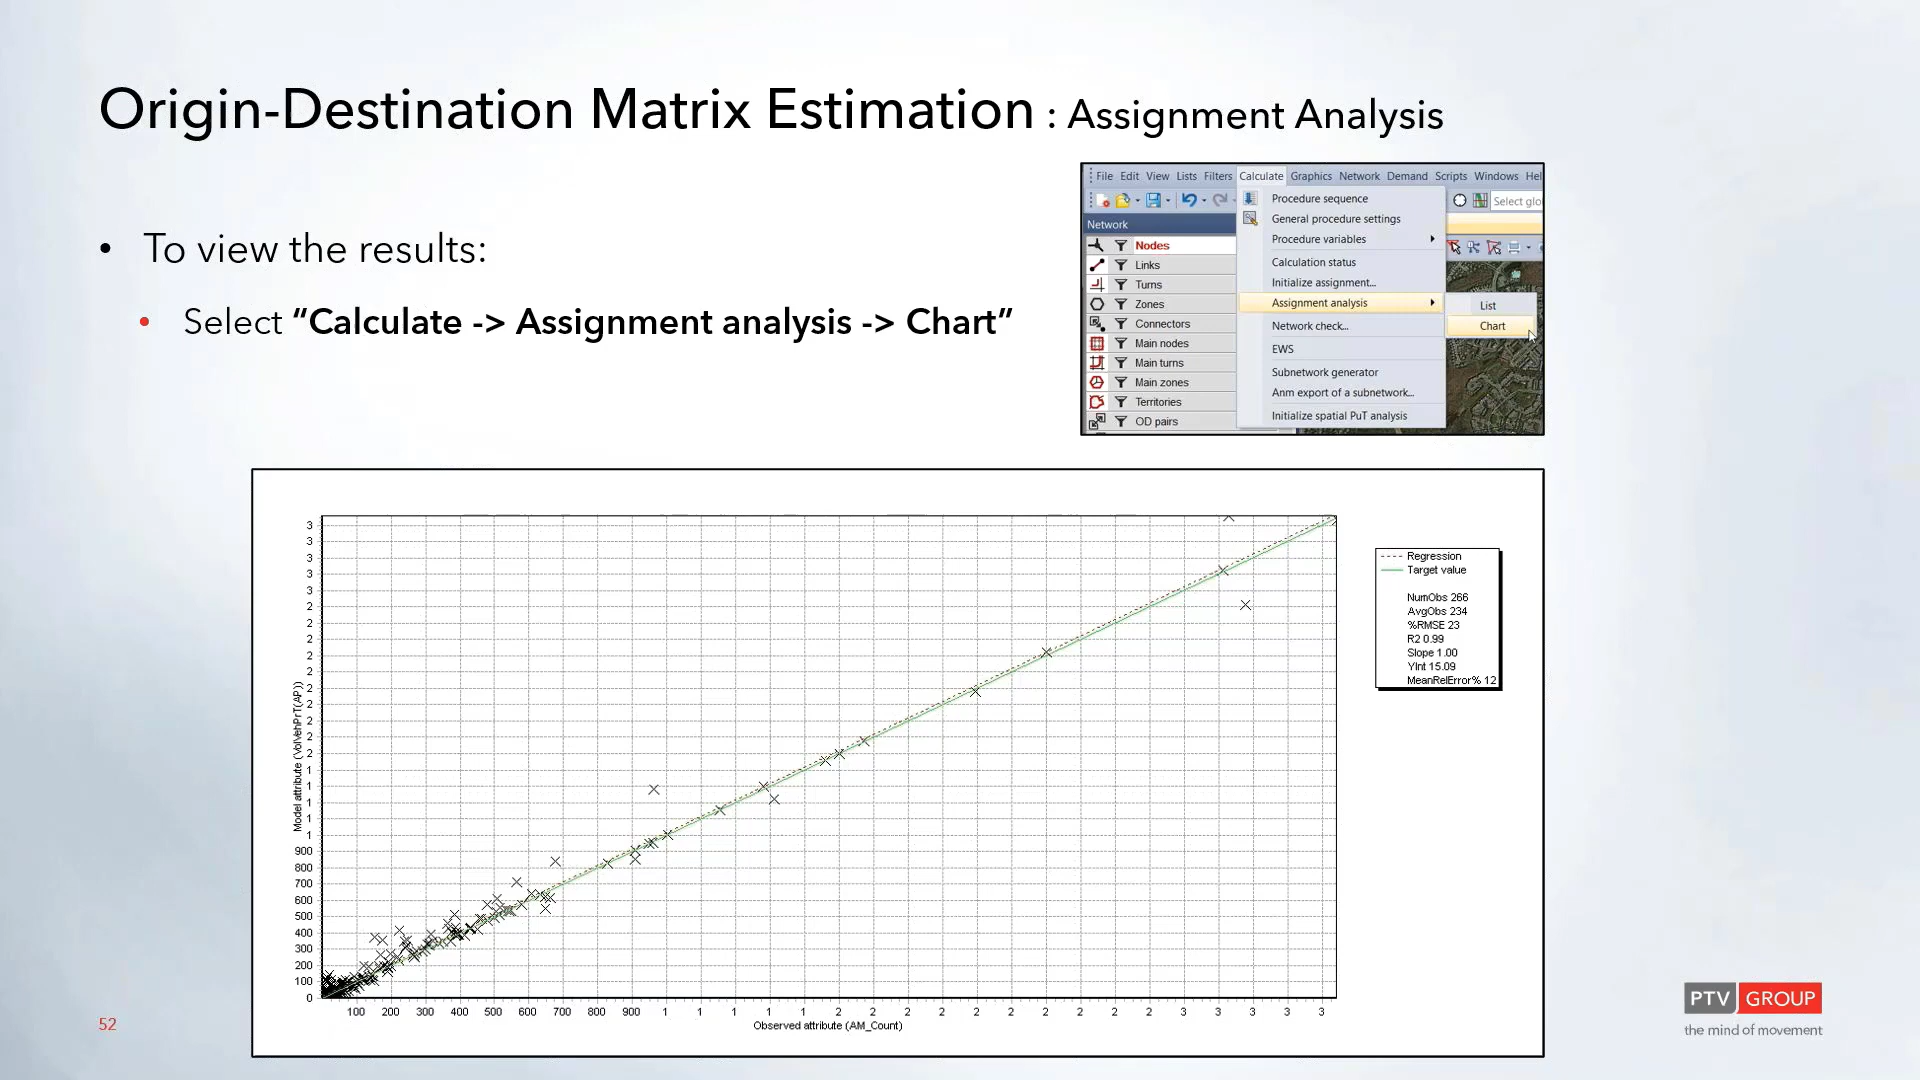 Origin-Destination Matrix Estimation : Assignment Analysis
• To view the results:
• Select “Calculate -> Assignment analysis -> Chart”
File Edit View Lists Filters Calculate Graphics Network Demand Scripts Windows Hel
Select glo
Network
Nodes
Links
Turns
Zones
Connectors
Main nodes
Main turns
Main zones
Territories
OD pairs
Procedure sequence
General procedure settings
Procedure variables
Calculation status
Initialize assignment...
Assignment analysis
Network check...
EWS
Subnetwork generator
Anm export of a subnetwork...
Initialize spatial PuT analysis
List
Chart
Model attribute (VolVehPrT(AP))
3
3
3
3
3
2
2
2
2
2
2
2
2
2
2
1
1
1
1
1
900
800
700
600
500
400
300
200
100
0
100 200 300 400 500 600 700 800 900 1 1 1 1 1 2 2 2 2 2 2 2 2 2 2 3 3 3 3 3
Observed attribute (AM_Count)
Regression
Target value
NumObs 266
AvgObs 234
%RMSE 23
R2 0.99
Slope 1.00
YInt 15.09
MeanRelError% 12
52
PTV GROUP
the mind of movement